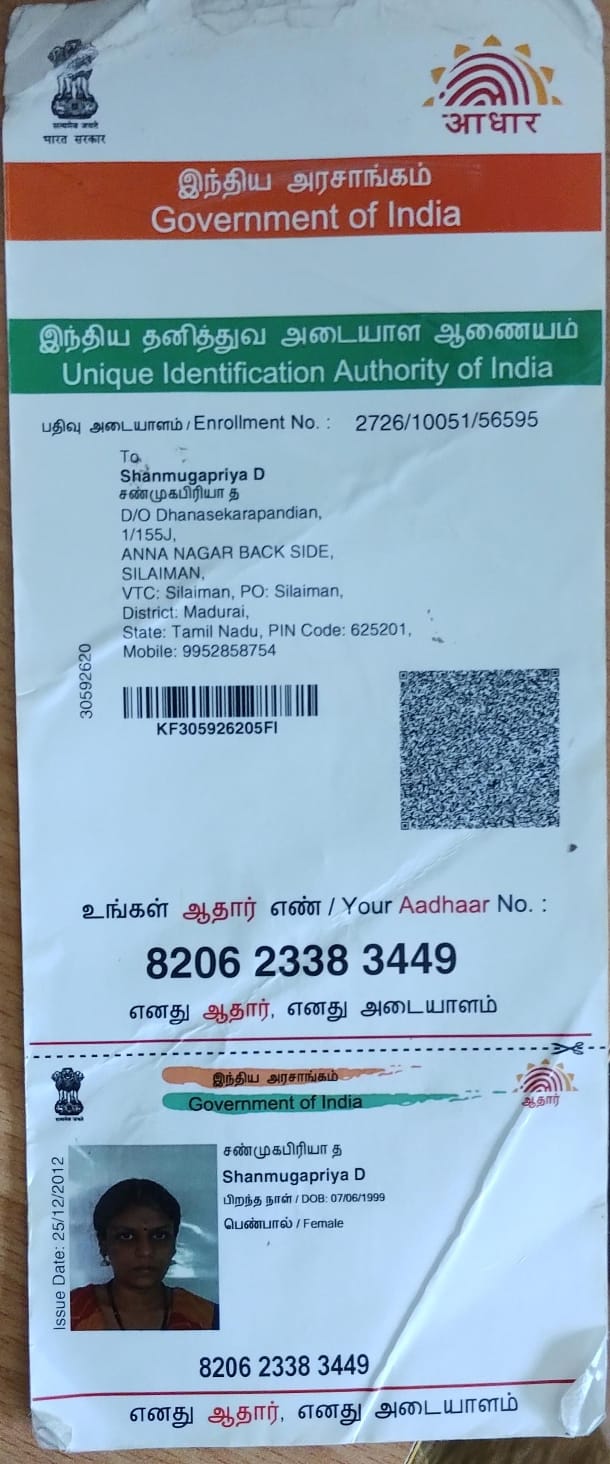 सत्यमेव जयते
भारत सरकार
आधार
இந்திய அரசாங்கம்
Government of India
இந்திய தனித்துவ அடையாள ஆணையம்
Unique Identification Authority of India
பதிவு அடையாளம் / Enrollment No. : 2726/10051/56595
To
Shanmugapriya D
சண்முகபிரியா த
D/O Dhanasekarapandian,
1/155J,
ANNA NAGAR BACK SIDE,
SILAIMAN,
VTC: Silaiman, PO: Silaiman,
District: Madurai,
State: Tamil Nadu, PIN Code: 625201,
Mobile: 9952858754
30592620
KF305926205FI
உங்கள் ஆதார் எண் / Your Aadhaar No. :
8206 2338 3449
எனது ஆதார், எனது அடையாளம்
இந்திய அரசாங்கம்
Government of India
ஆதார்
சண்முகபிரியா த
Shanmugapriya D
பிறந்த நாள் / DOB: 07/06/1999
பெண்பால் / Female
Issue Date: 25/12/2012
8206 2338 3449
எனது ஆதார், எனது அடையாளம்